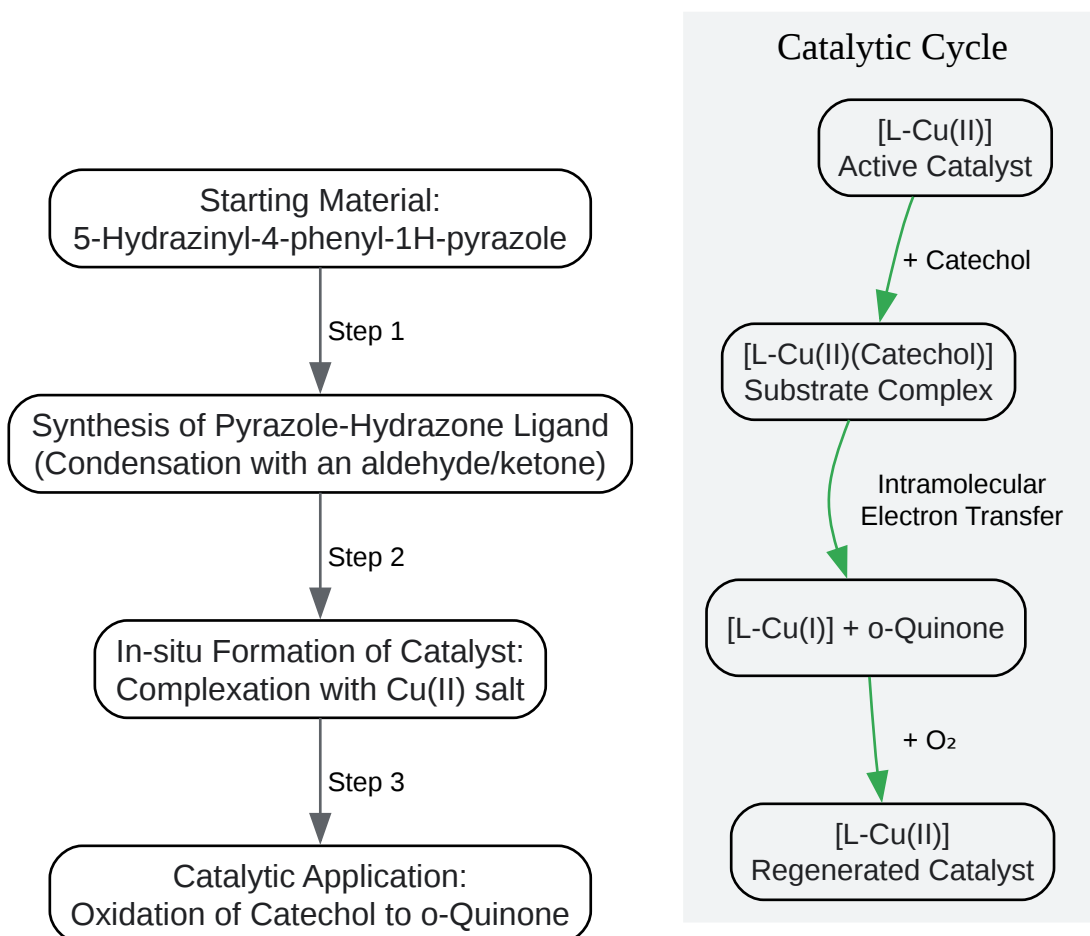 Starting Material:
5-Hydrazinyl-4-phenyl-1H-pyrazole
Step 1
Synthesis of Pyrazole-Hydrazone Ligand
(Condensation with an aldehyde/ketone)
Step 2
In-situ Formation of Catalyst:
Complexation with Cu(II) salt
Step 3
Catalytic Application:
Oxidation of Catechol to o-Quinone
Catalytic Cycle
[L-Cu(II)]
Active Catalyst
+ Catechol
[L-Cu(II)(Catechol)]
Substrate Complex
Intramolecular
Electron Transfer
[L-Cu(I)] + o-Quinone
+ O₂
[L-Cu(II)]
Regenerated Catalyst